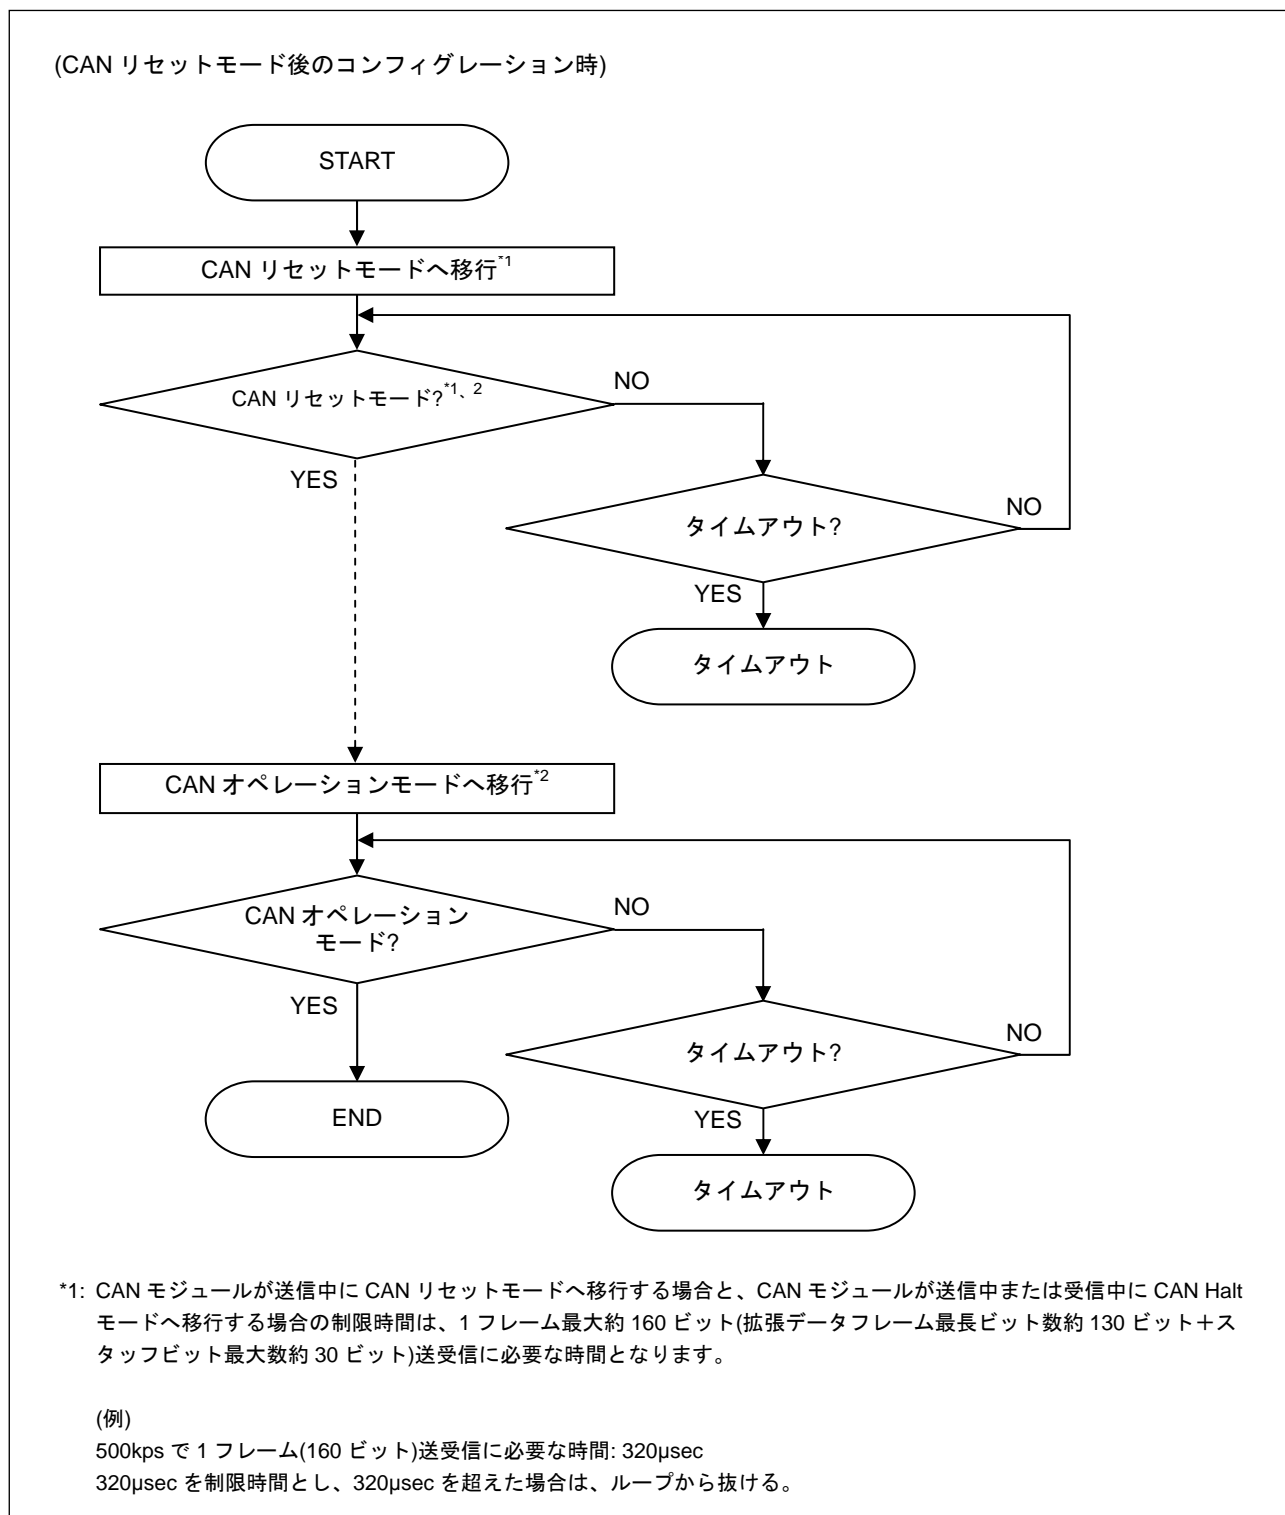 (CAN リセットモード後のコンフィグレーション時)
START
CAN リセットモードへ移行*1
CAN リセットモード?*1、2
NO
YES
タイムアウト?
NO
YES
タイムアウト
CAN オペレーションモードへ移行*2
CAN オペレーション
モード?
NO
YES
タイムアウト?
NO
YES
END
タイムアウト
*1: CAN モジュールが送信中に CAN リセットモードへ移行する場合と、CAN モジュールが送信中または受信中に CAN Halt
モードへ移行する場合の制限時間は、1 フレーム最大約 160 ビット(拡張データフレーム最長ビット数約 130 ビット＋ス
タッフビット最大数約 30 ビット)送受信に必要な時間となります。
(例)
500kps で 1 フレーム(160 ビット)送受信に必要な時間: 320μsec
320μsec を制限時間とし、320μsec を超えた場合は、ループから抜ける。